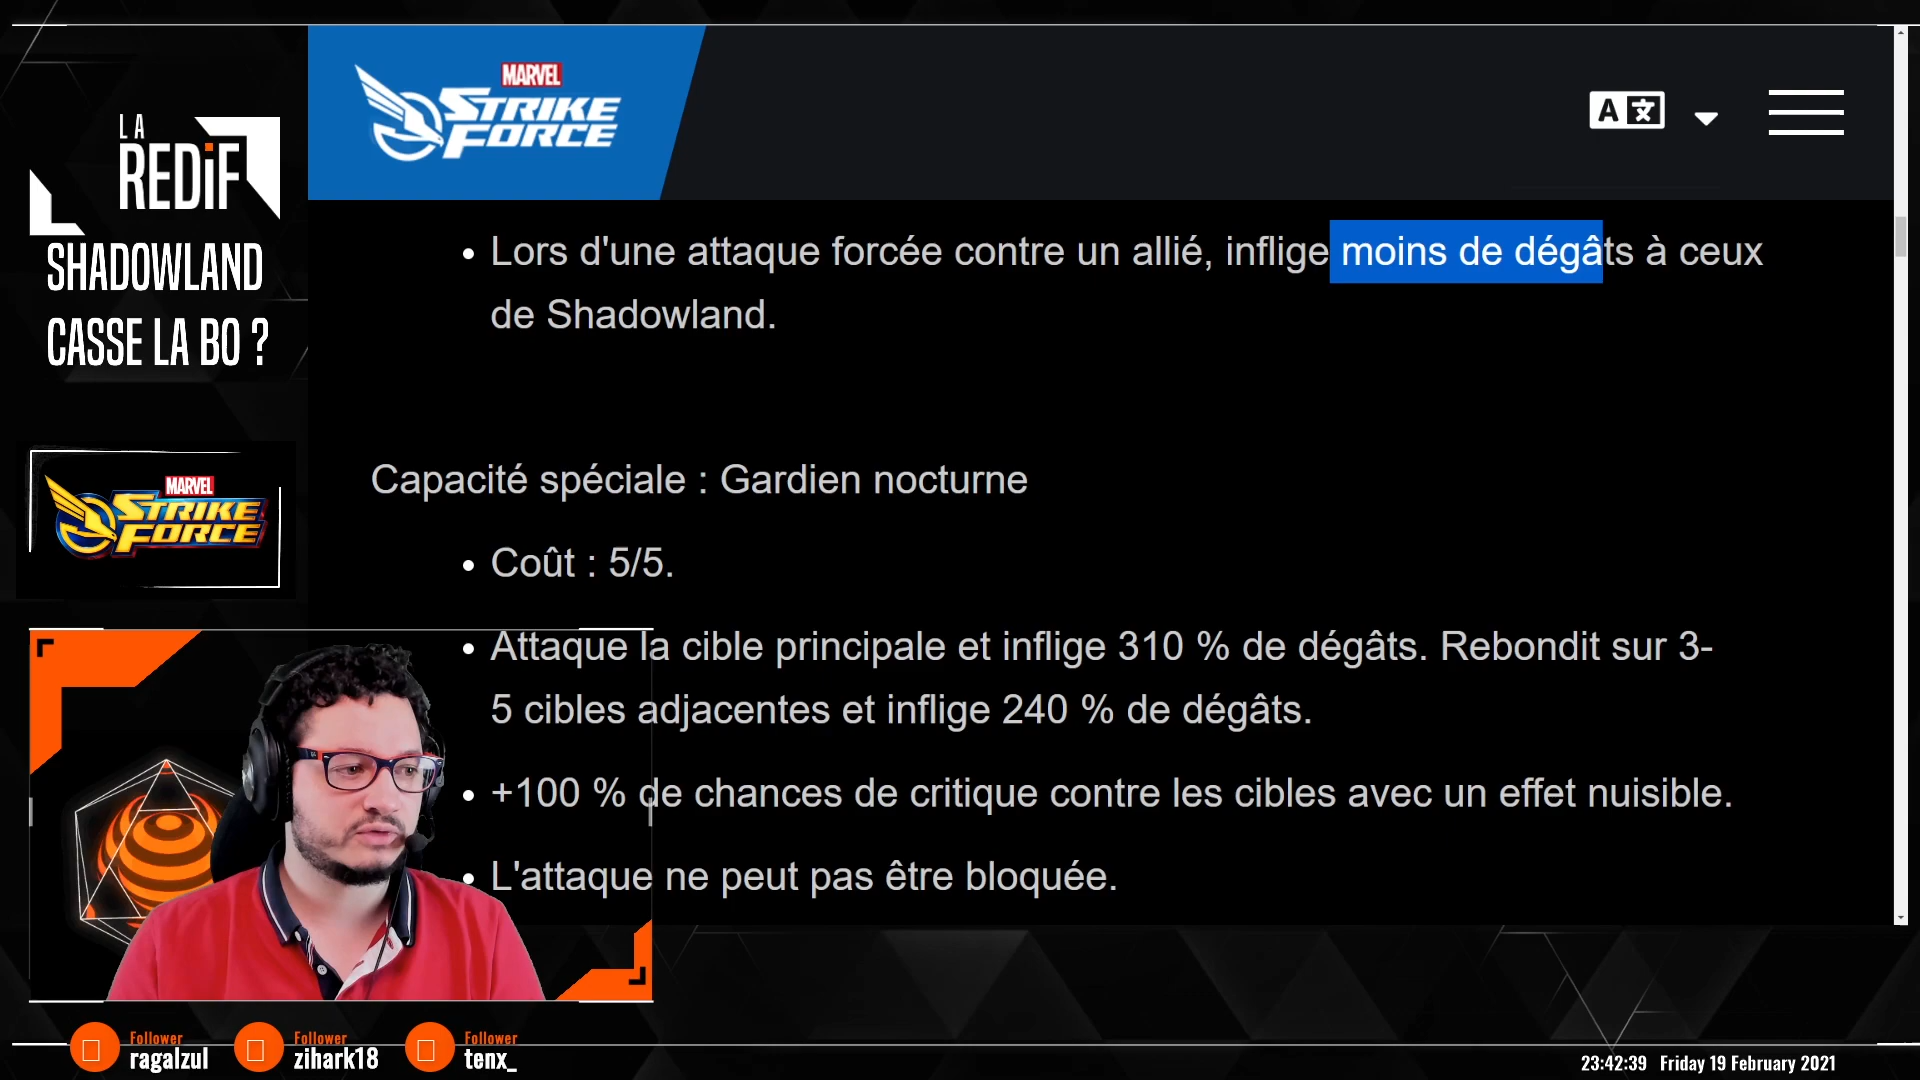 LA
REDiF
SHADOWLAND
CASSE LA BO ?
MARVEL
STRIKE
FORCE
MARVEL
STRIKE
FORCE
A 文
Lors d'une attaque forcée contre un allié, inflige moins de dégâts à ceux
de Shadowland.
Capacité spéciale : Gardien nocturne
Coût : 5/5.
Attaque la cible principale et inflige 310 % de dégâts. Rebondit sur 3-
5 cibles adjacentes et inflige 240 % de dégâts.
+100 % de chances de critique contre les cibles avec un effet nuisible.
L'attaque ne peut pas être bloquée.
Follower
ragalzul
Follower
zihark18
Follower
tenx_
23:42:39 Friday 19 February 2021